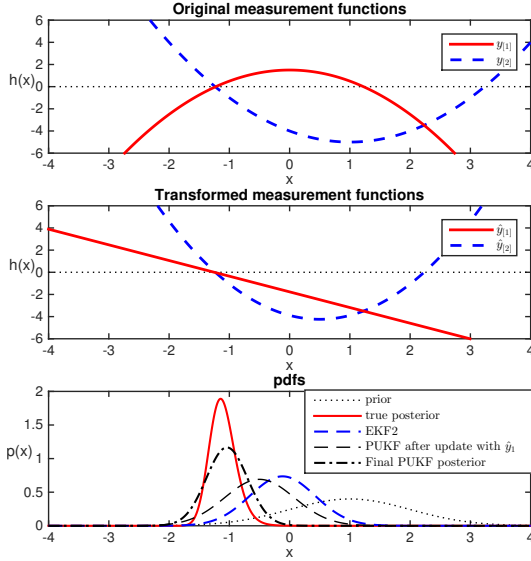 Original measurement functions
6
4
2
0
-2
-4
-6
h(x)
y[1]
y[2]
-4 -3 -2 -1 0 1 2 3 4
x
Transformed measurement functions
6
4
2
0
-2
-4
-6
h(x)
ŷ[1]
ŷ[2]
-4 -3 -2 -1 0 1 2 3 4
x
pdfs
2
1.5
1
0.5
0
p(x)
prior
true posterior
EKF2
PUKF after update with ŷ1
Final PUKF posterior
-4 -3 -2 -1 0 1 2 3 4
x